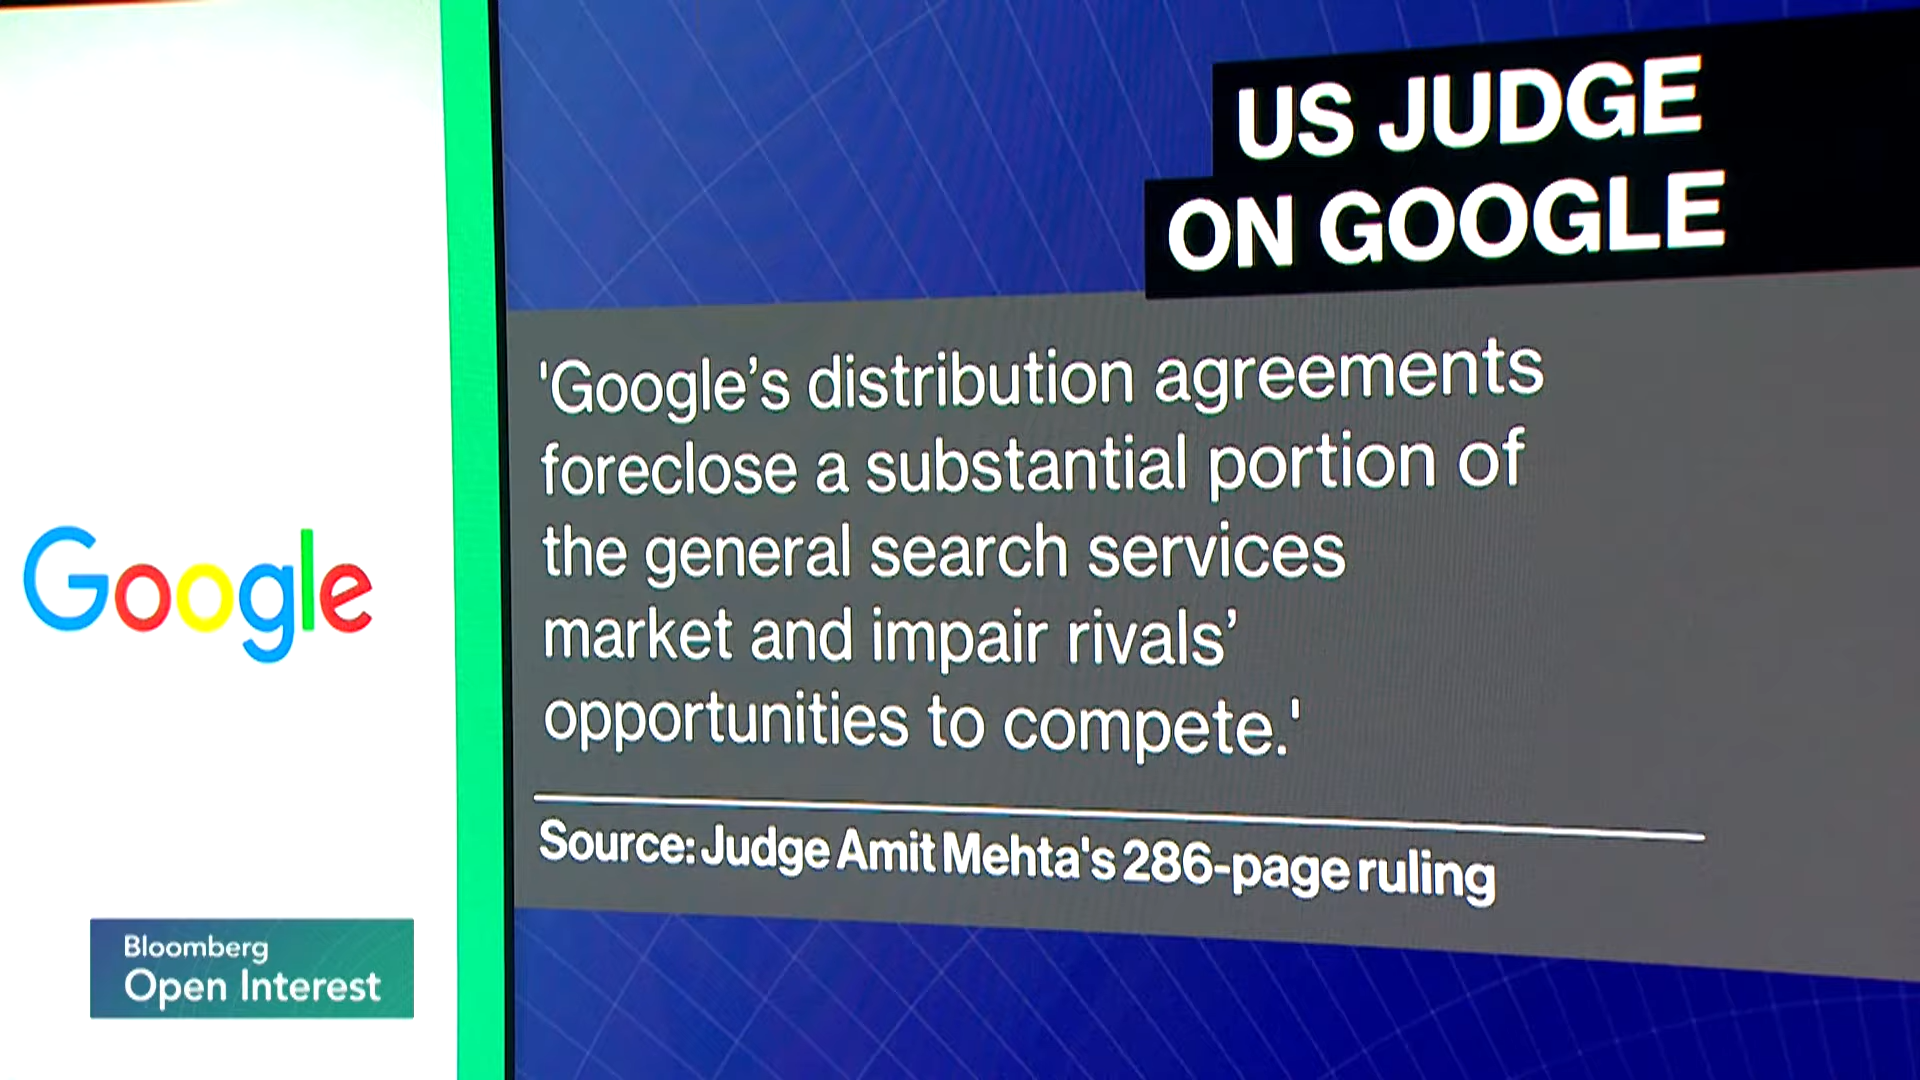 US JUDGE
ON GOOGLE
'Google’s distribution agreements
foreclose a substantial portion of
the general search services
market and impair rivals’
opportunities to compete.'
Source: Judge Amit Mehta's 286-page ruling
Google
Bloomberg
Open Interest